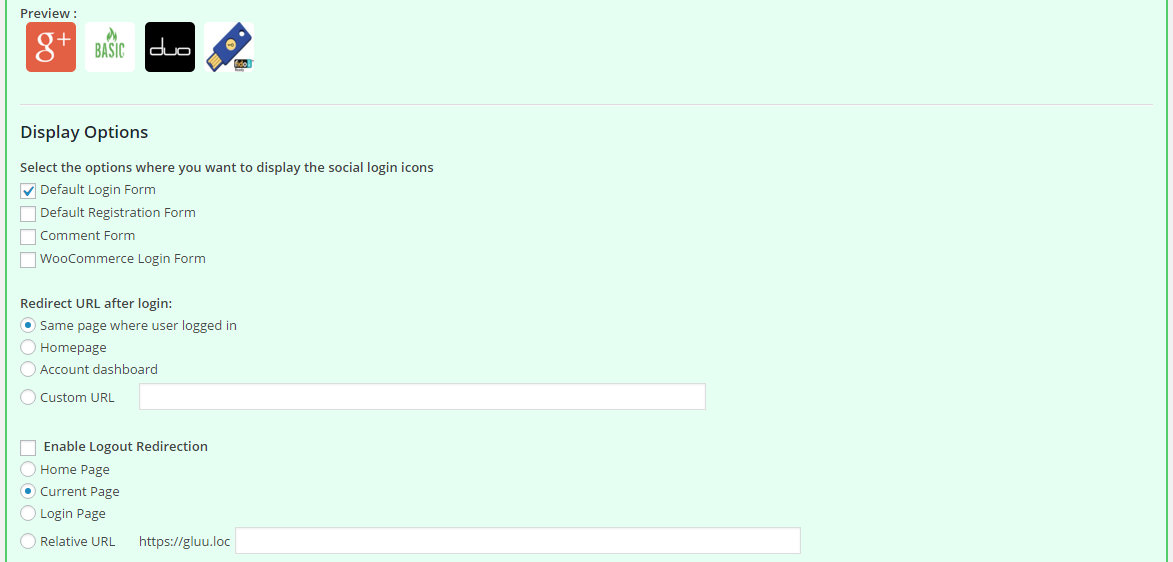 Preview :
g+ BASIC duo fido
Display Options
Select the options where you want to display the social login icons
Default Login Form
Default Registration Form
Comment Form
WooCommerce Login Form
Redirect URL after login:
Same page where user logged in
Homepage
Account dashboard
Custom URL
Enable Logout Redirection
Home Page
Current Page
Login Page
Relative URL https://gluu.loc